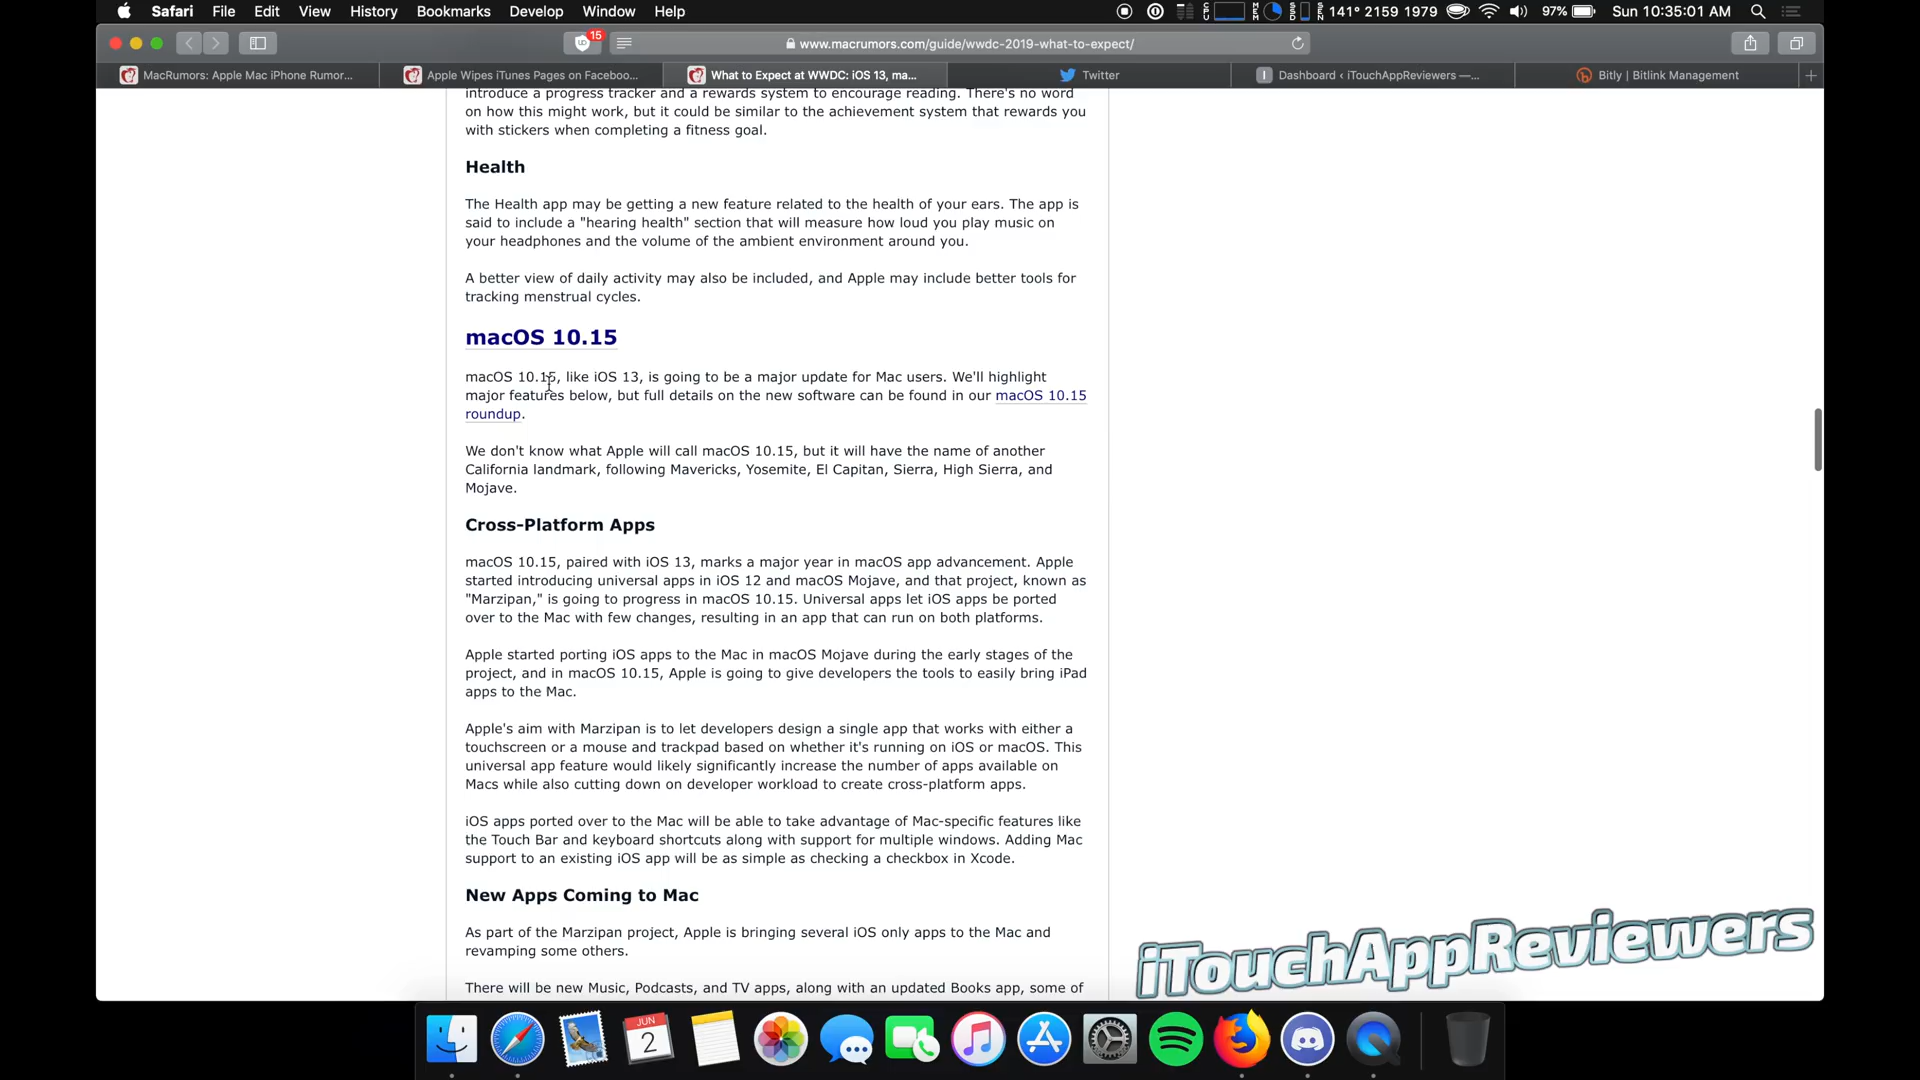 Safari File Edit View History Bookmarks Develop Window Help
CPU MEM SSD SEN 141° 2159 1979 97% Sun 10:35:01 AM
15
www.macrumors.com/guide/wwdc-2019-what-to-expect/
MacRumors: Apple Mac iPhone Rumor... Apple Wipes iTunes Pages on Faceboo... What to Expect at WWDC: iOS 13, ma... Twitter Dashboard ‹ iTouchAppReviewers —... Bitly | Bitlink Management
introduce a progress tracker and a rewards system to encourage reading. There's no word
on how this might work, but it could be similar to the achievement system that rewards you
with stickers when completing a fitness goal.
Health
The Health app may be getting a new feature related to the health of your ears. The app is
said to include a "hearing health" section that will measure how loud you play music on
your headphones and the volume of the ambient environment around you.
A better view of daily activity may also be included, and Apple may include better tools for
tracking menstrual cycles.
macOS 10.15
macOS 10.15, like iOS 13, is going to be a major update for Mac users. We'll highlight
major features below, but full details on the new software can be found in our macOS 10.15
roundup.
We don't know what Apple will call macOS 10.15, but it will have the name of another
California landmark, following Mavericks, Yosemite, El Capitan, Sierra, High Sierra, and
Mojave.
Cross-Platform Apps
macOS 10.15, paired with iOS 13, marks a major year in macOS app advancement. Apple
started introducing universal apps in iOS 12 and macOS Mojave, and that project, known as
"Marzipan," is going to progress in macOS 10.15. Universal apps let iOS apps be ported
over to the Mac with few changes, resulting in an app that can run on both platforms.
Apple started porting iOS apps to the Mac in macOS Mojave during the early stages of the
project, and in macOS 10.15, Apple is going to give developers the tools to easily bring iPad
apps to the Mac.
Apple's aim with Marzipan is to let developers design a single app that works with either a
touchscreen or a mouse and trackpad based on whether it's running on iOS or macOS. This
universal app feature would likely significantly increase the number of apps available on
Macs while also cutting down on developer workload to create cross-platform apps.
iOS apps ported over to the Mac will be able to take advantage of Mac-specific features like
the Touch Bar and keyboard shortcuts along with support for multiple windows. Adding Mac
support to an existing iOS app will be as simple as checking a checkbox in Xcode.
New Apps Coming to Mac
As part of the Marzipan project, Apple is bringing several iOS only apps to the Mac and
revamping some others.
There will be new Music, Podcasts, and TV apps, along with an updated Books app, some of
iTouchAppReviewers
JUN
2